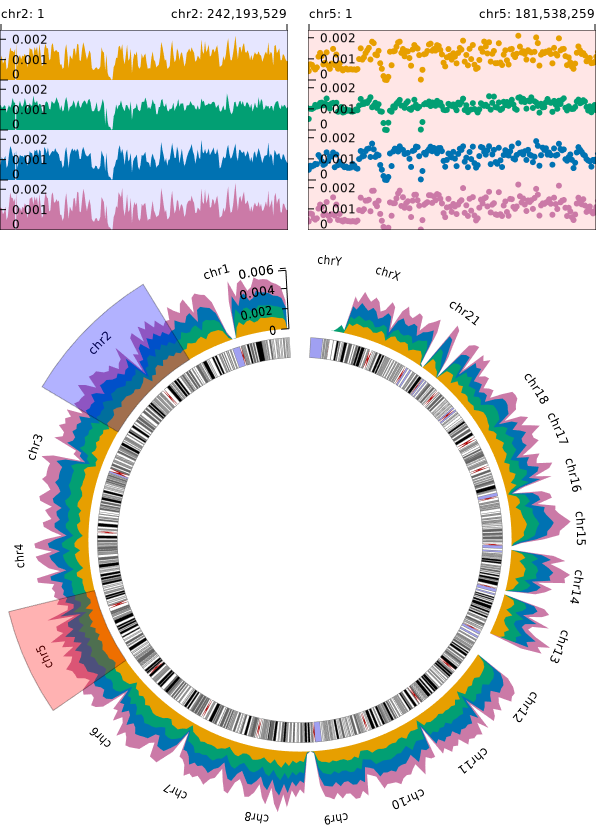 chr2: 1
chr2: 242,193,529
chr5: 1
chr5: 181,538,259
0.002
0.001
0
0.002
0.001
0
0.002
0.001
0
0.002
0.001
0
0.002
0.001
0
0.002
0.001
0
0.002
0.001
0
0.002
0.001
0
chr1
0.006
0.004
0.002
0
chrY
chrX
chr21
chr18
chr17
chr16
chr15
chr14
chr13
chr12
chr11
chr10
chr9
chr8
chr7
chr6
chr5
chr4
chr3
chr2